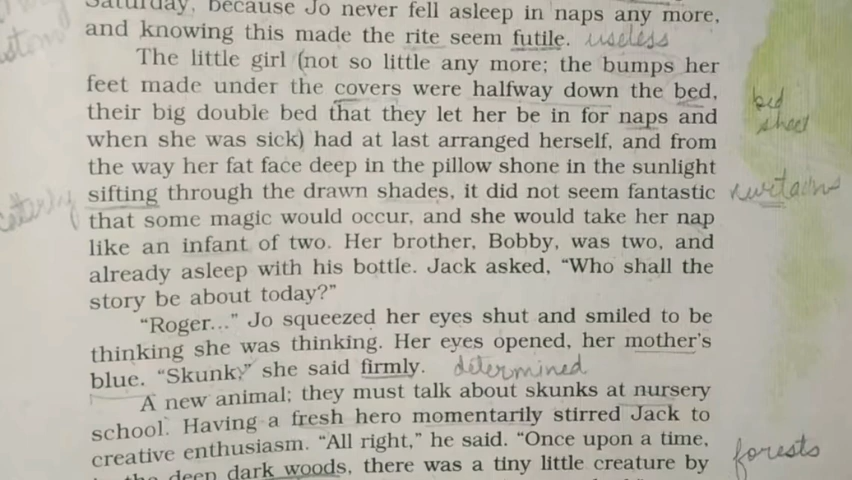 Saturday, because Jo never fell asleep in naps any more,
and knowing this made the rite seem futile. useless
The little girl (not so little any more; the bumps her
feet made under the covers were halfway down the bed,
their big double bed that they let her be in for naps and
bed
sheet
when she was sick) had at last arranged herself, and from
the way her fat face deep in the pillow shone in the sunlight
sifting through the drawn shades, it did not seem fantastic
that some magic would occur, and she would take her nap
like an infant of two. Her brother, Bobby, was two, and
already asleep with his bottle. Jack asked, “Who shall the
story be about today?”
“Roger...” Jo squeezed her eyes shut and smiled to be
thinking she was thinking. Her eyes opened, her mother's
blue. “Skunk,” she said firmly. determined
A new animal; they must talk about skunks at nursery
school. Having a fresh hero momentarily stirred Jack to
creative enthusiasm. “All right,” he said. “Once upon a time,
deep dark woods, there was a tiny little creature by
forests